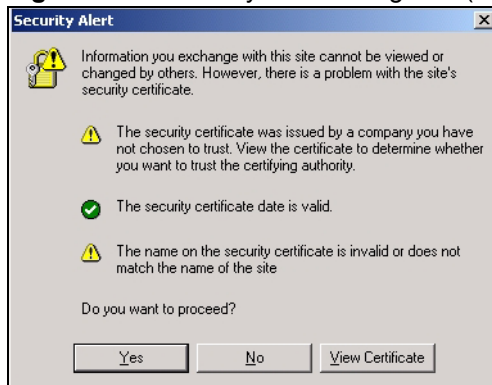 Security Alert
Information you exchange with this site cannot be viewed or
changed by others. However, there is a problem with the site's
security certificate.
The security certificate was issued by a company you have
not chosen to trust. View the certificate to determine whether
you want to trust the certifying authority.
The security certificate date is valid.
The name on the security certificate is invalid or does not
match the name of the site
Do you want to proceed?
Yes
No
View Certificate